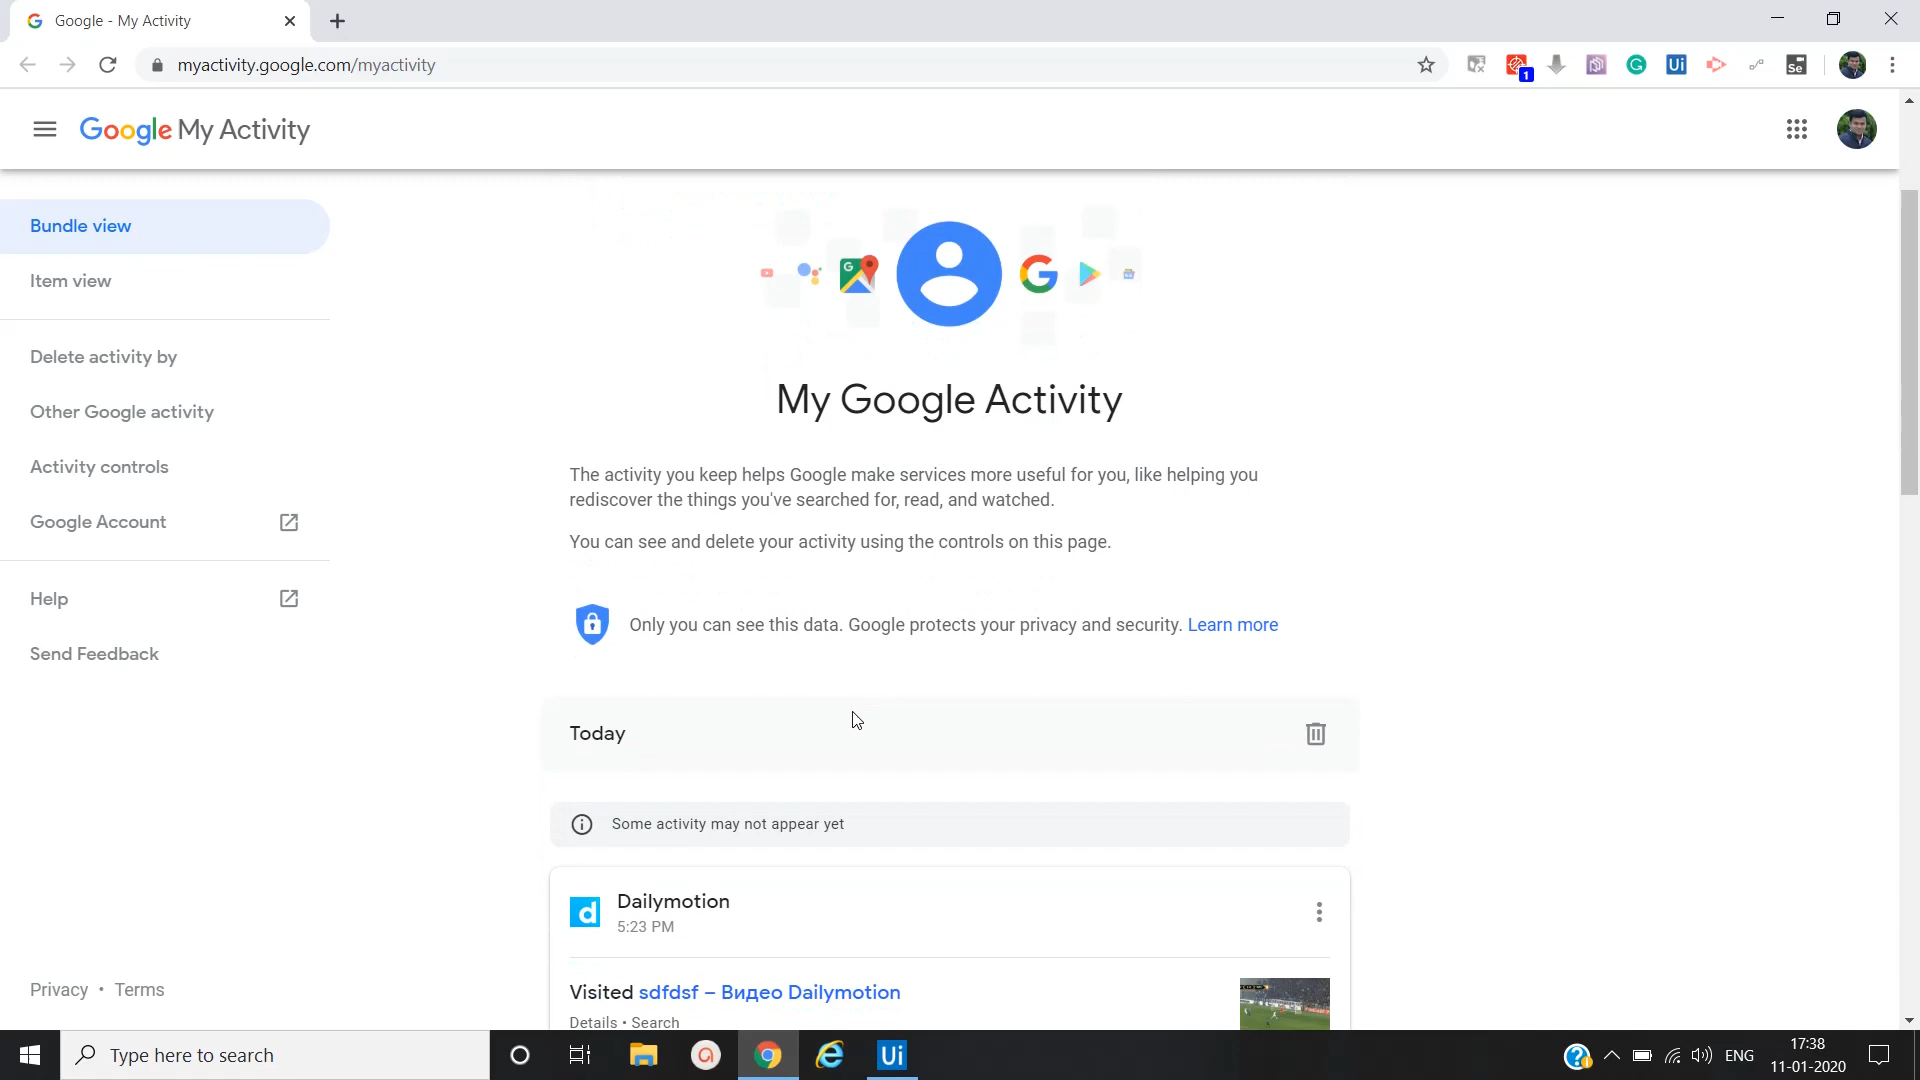 Google - My Activity
myactivity.google.com/myactivity
1
Ui
Se
Google My Activity
Bundle view
Item view
Delete activity by
Other Google activity
Activity controls
Google Account
Help
Send Feedback
Privacy • Terms
G
My Google Activity
The activity you keep helps Google make services more useful for you, like helping you
rediscover the things you've searched for, read, and watched.
You can see and delete your activity using the controls on this page.
Only you can see this data. Google protects your privacy and security. Learn more
Today
Some activity may not appear yet
d
Dailymotion
5:23 PM
Visited sdfdsf – Видео Dailymotion
Details • Search
Type here to search
Ui
ENG
17:38
11-01-2020